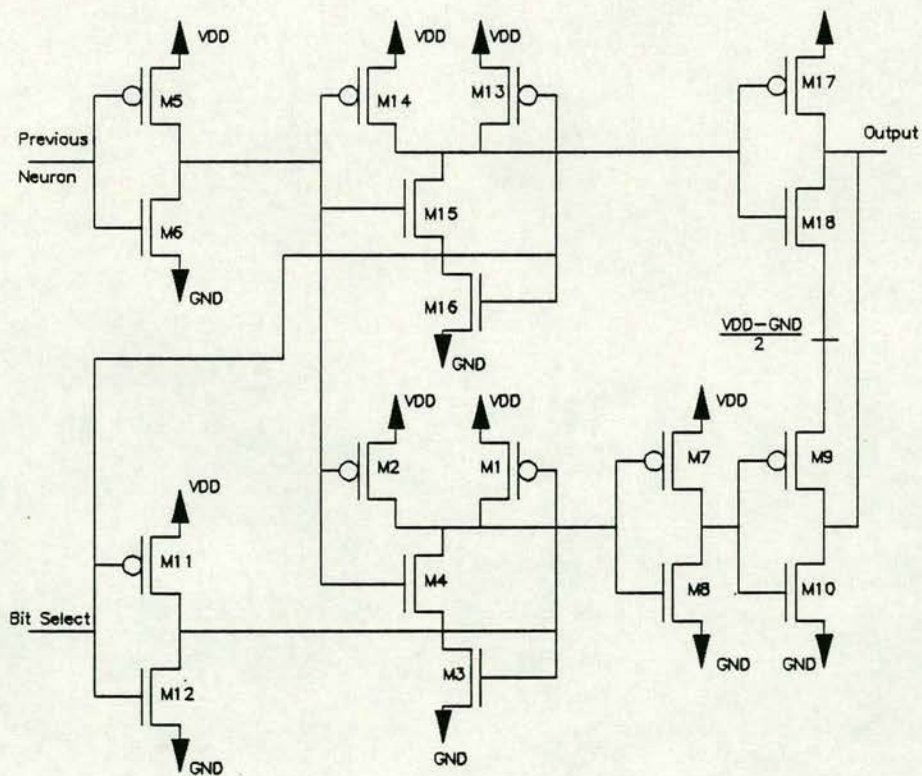 VDD
VDD
VDD
M5
M14
M13
M17
Previous
Neuron
Output
M15
M18
M6
GND
M16
GND
VDD-GND
2
VDD
VDD
VDD
M2
M1
M7
M9
VDD
M11
M4
M8
M10
Bit Select
M3
M12
GND
GND
GND
GND